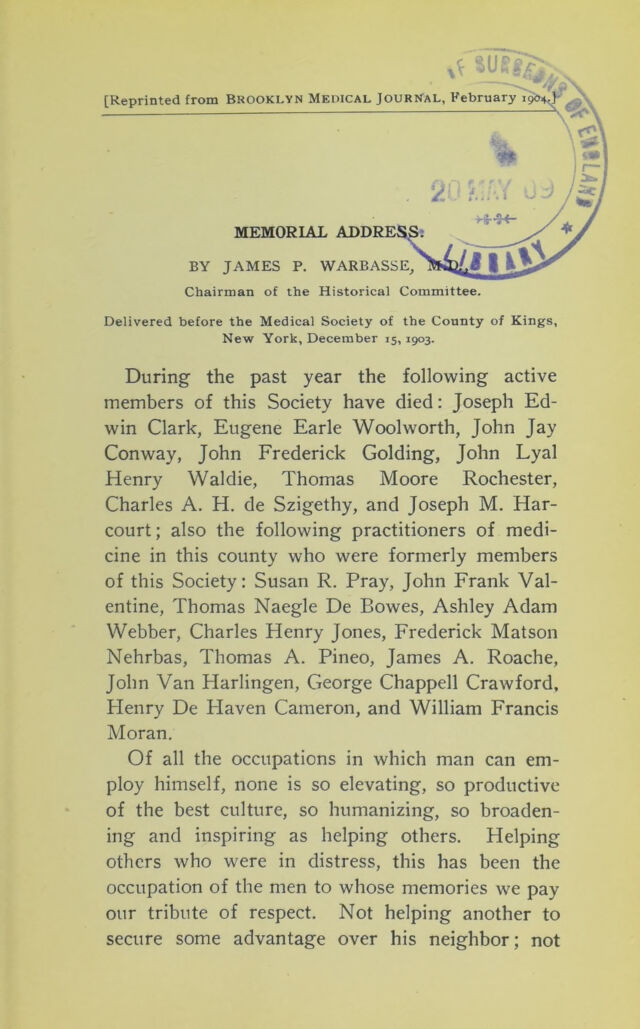 [Reprinted from BROOKLYN MEDICAL JOURNAL, February 1904.]
OF SURGEONS OF ENGLAND
20 MAY 09
LIBRARY
MEMORIAL ADDRESS.
BY JAMES P. WARBASSE, M.D.,
Chairman of the Historical Committee.
Delivered before the Medical Society of the County of Kings,
New York, December 15, 1903.
During the past year the following active
members of this Society have died: Joseph Ed-
win Clark, Eugene Earle Woolworth, John Jay
Conway, John Frederick Golding, John Lyal
Henry Waldie, Thomas Moore Rochester,
Charles A. H. de Szigethy, and Joseph M. Har-
court; also the following practitioners of medi-
cine in this county who were formerly members
of this Society: Susan R. Pray, John Frank Val-
entine, Thomas Naegle De Bowes, Ashley Adam
Webber, Charles Henry Jones, Frederick Matson
Nehrbas, Thomas A. Pineo, James A. Roache,
John Van Harlingen, George Chappell Crawford,
Henry De Haven Cameron, and William Francis
Moran.
Of all the occupations in which man can em-
ploy himself, none is so elevating, so productive
of the best culture, so humanizing, so broaden-
ing and inspiring as helping others. Helping
others who were in distress, this has been the
occupation of the men to whose memories we pay
our tribute of respect. Not helping another to
secure some advantage over his neighbor; not